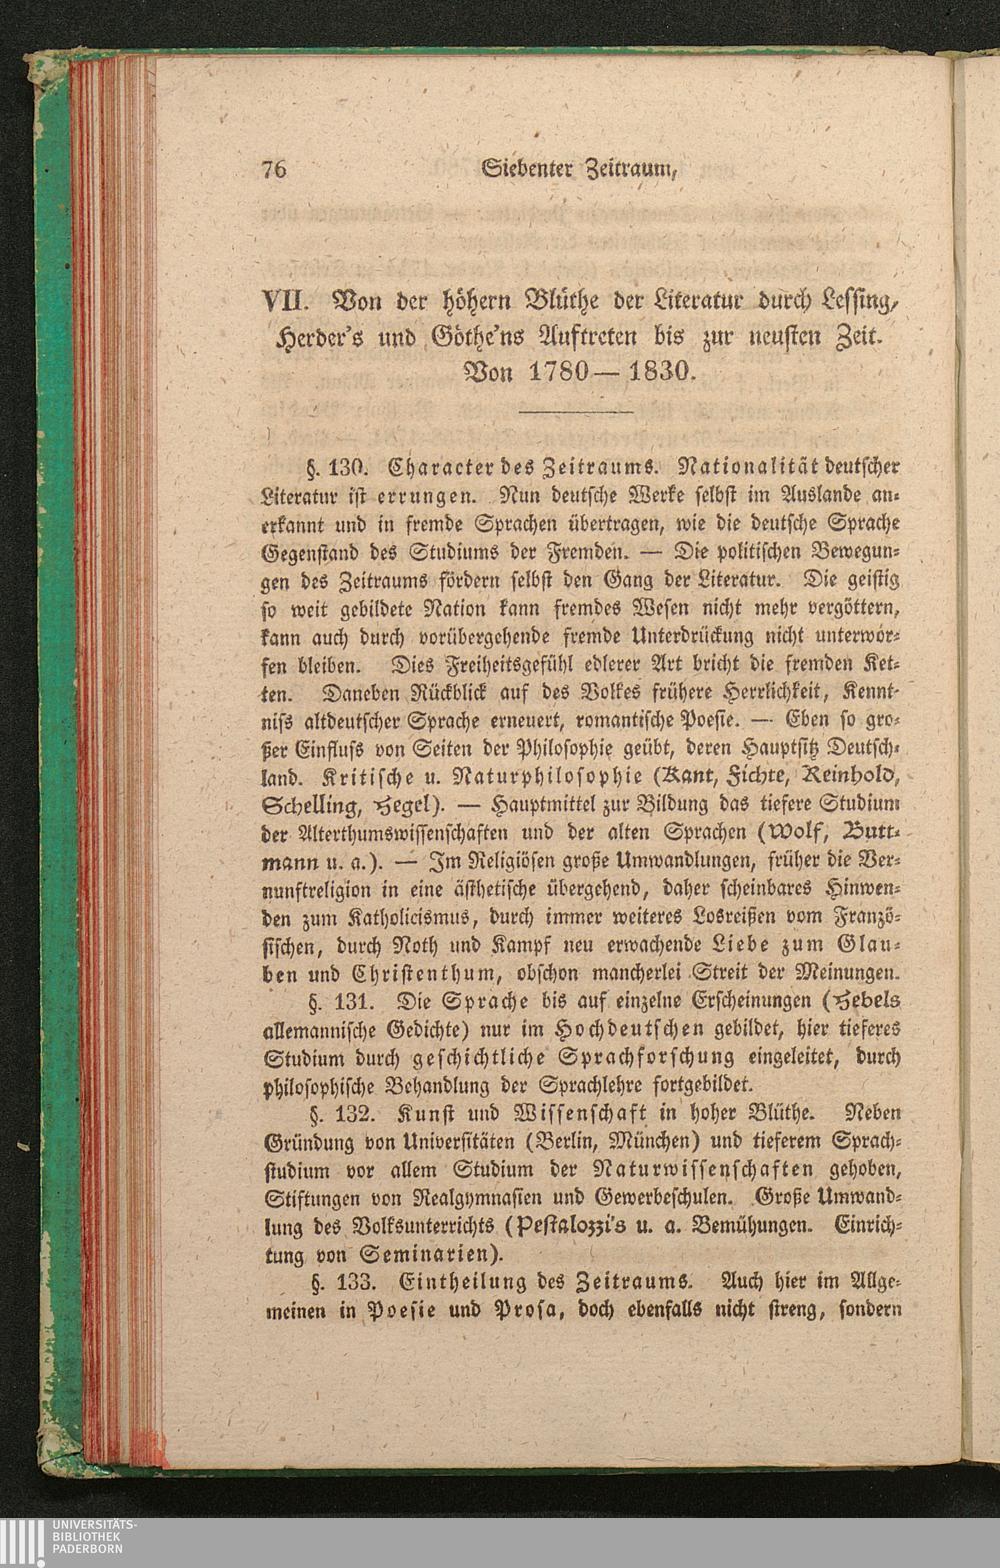 76 Siebenter Zeitraum,
VII. Von der höhern Blüthe der Literatur durch Lessing,
Herder's und Göthe'ns Auftreten bis zur neusten Zeit.
Von 1780 — 1830.
§. 130. Character des Zeitraums. Nationalität deutscher
Literatur ist errungen. Nun deutsche Werke selbst im Auslande an-
erkannt und in fremde Sprachen übertragen, wie die deutsche Sprache
Gegenstand des Studiums der Fremden. — Die politischen Bewegun-
gen des Zeitraums fördern selbst den Gang der Literatur. Die geistig
so weit gebildete Nation kann fremdes Wesen nicht mehr vergöttern,
kann auch durch vorübergehende fremde Unterdrückung nicht unterwor-
fen bleiben. Dies Freiheitsgefühl edlerer Art bricht die fremden Ket-
ten. Daneben Rückblick auf des Volkes frühere Herrlichkeit, Kennt-
niss altdeutscher Sprache erneuert, romantische Poesie. — Eben so gro-
ßer Einfluss von Seiten der Philosophie geübt, deren Hauptsitz Deutsch-
land. Kritische u. Naturphilosophie (Kant, Fichte, Reinhold,
Schelling, Hegel). — Hauptmittel zur Bildung das tiefere Studium
der Alterthumswissenschaften und der alten Sprachen (Wolf, Butt-
mann u. a.). — Im Religiösen große Umwandlungen, früher die Ver-
nunftreligion in eine ästhetische übergehend, daher scheinbares Hinwen-
den zum Katholicismus, durch immer weiteres Losreißen vom Franzö-
sischen, durch Noth und Kampf neu erwachende Liebe zum Glau-
ben und Christenthum, obschon mancherlei Streit der Meinungen.
§. 131. Die Sprache bis auf einzelne Erscheinungen (Hebels
allemannische Gedichte) nur im Hochdeutschen gebildet, hier tieferes
Studium durch geschichtliche Sprachforschung eingeleitet, durch
philosophische Behandlung der Sprachlehre fortgebildet.
§. 132. Kunst und Wissenschaft in hoher Blüthe. Neben
Gründung von Universitäten (Berlin, München) und tieferem Sprach-
studium vor allem Studium der Naturwissenschaften gehoben,
Stiftungen von Realgymnasien und Gewerbeschulen. Große Umwand-
lung des Volksunterrichts (Pestalozzi's u. a. Bemühungen. Einrich-
tung von Seminarien).
§. 133. Eintheilung des Zeitraums. Auch hier im Allge-
meinen in Poesie und Prosa, doch ebenfalls nicht streng, sondern
UNIVERSITÄTS-
BIBLIOTHEK
PADERBORN